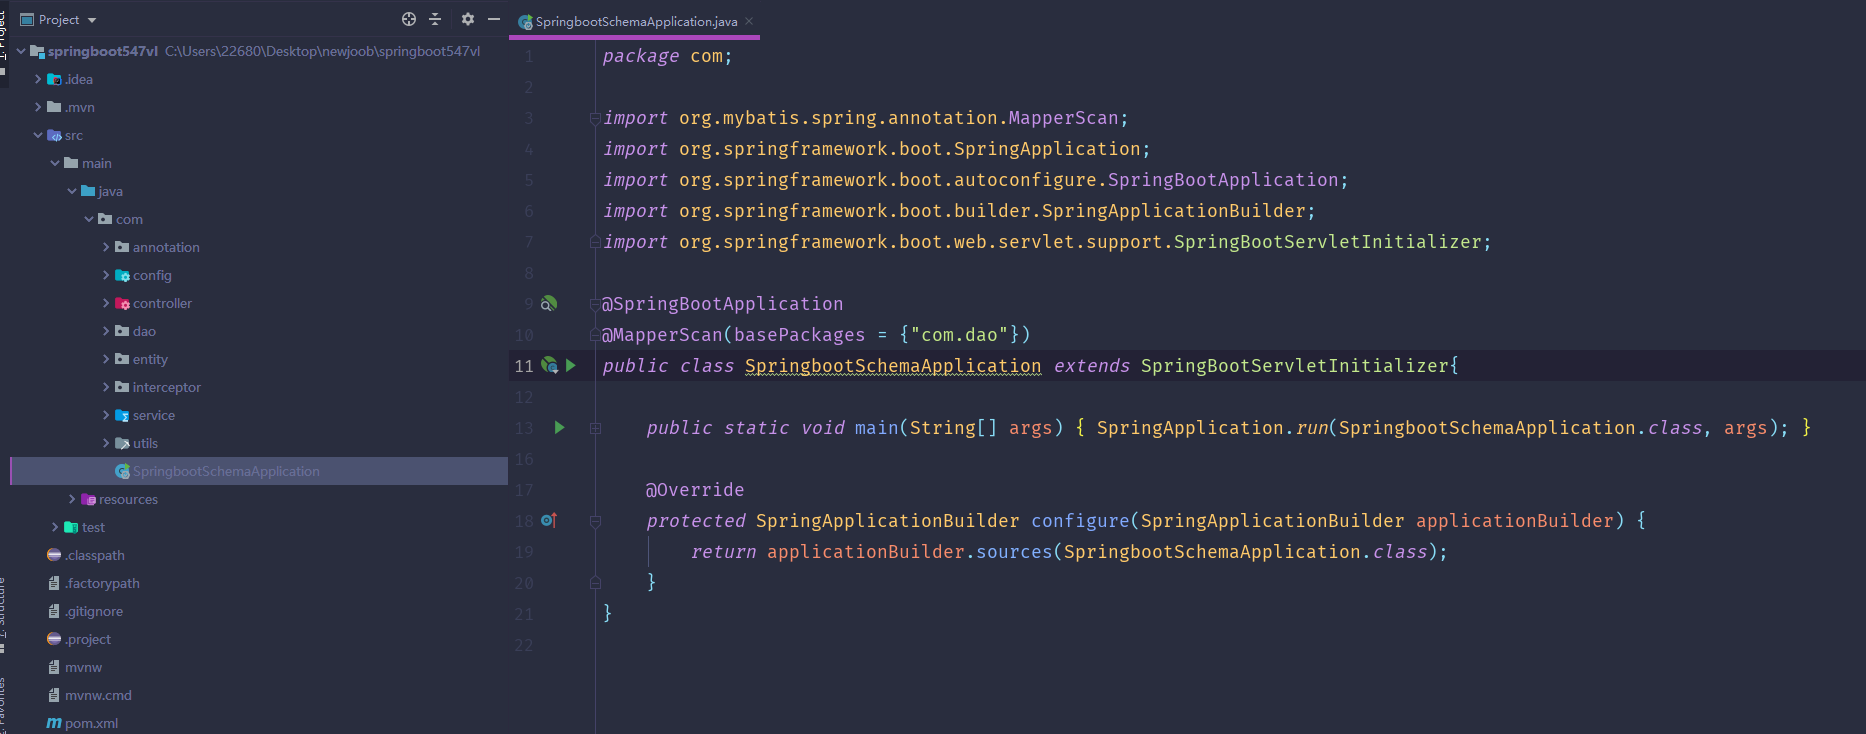 Project
springboot547vl C:\Users\22680\Desktop\newjoob\springboot547vl
.idea
.mvn
src
main
java
com
annotation
config
controller
dao
entity
interceptor
service
utils
SpringbootSchemaApplication
resources
test
.classpath
.factorypath
.gitignore
.project
mvnw
mvnw.cmd
pom.xml
SpringbootSchemaApplication.java
1 package com;
2
3 import org.mybatis.spring.annotation.MapperScan;
4 import org.springframework.boot.SpringApplication;
5 import org.springframework.boot.autoconfigure.SpringBootApplication;
6 import org.springframework.boot.builder.SpringApplicationBuilder;
7 import org.springframework.boot.web.servlet.support.SpringBootServletInitializer;
8
9 @SpringBootApplication
10 @MapperScan(basePackages = {"com.dao"})
11 public class SpringbootSchemaApplication extends SpringBootServletInitializer{
12
13 public static void main(String[] args) { SpringApplication.run(SpringbootSchemaApplication.class, args); }
16
17 @Override
18 protected SpringApplicationBuilder configure(SpringApplicationBuilder applicationBuilder) {
19 return applicationBuilder.sources(SpringbootSchemaApplication.class);
20 }
21 }
22